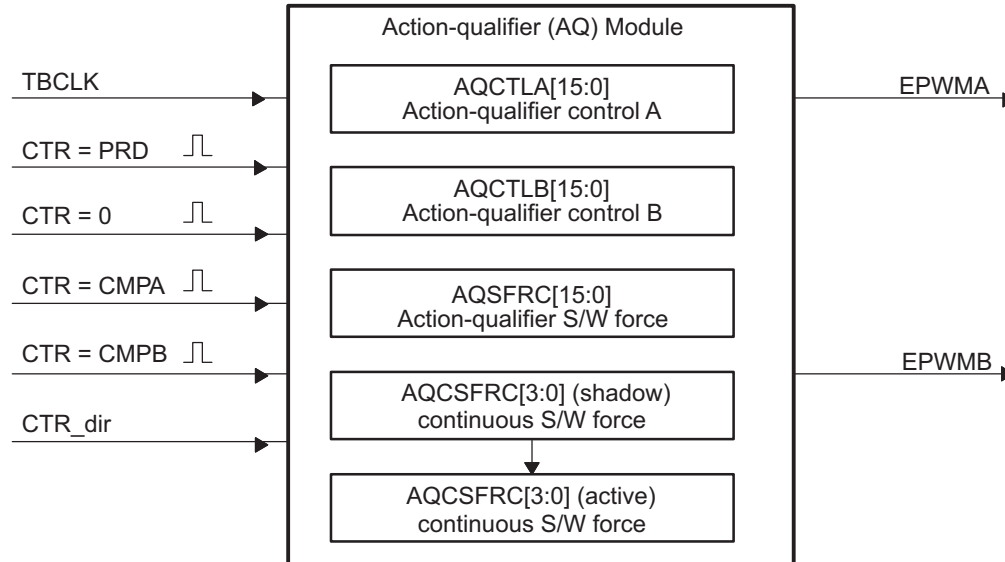 Action-qualifier (AQ) Module
TBCLK
CTR = PRD
CTR = 0
CTR = CMPA
CTR = CMPB
CTR_dir
AQCTLA[15:0]
Action-qualifier control A
AQCTLB[15:0]
Action-qualifier control B
AQSFRC[15:0]
Action-qualifier S/W force
AQCSFRC[3:0] (shadow)
continuous S/W force
AQCSFRC[3:0] (active)
continuous S/W force
EPWMA
EPWMB